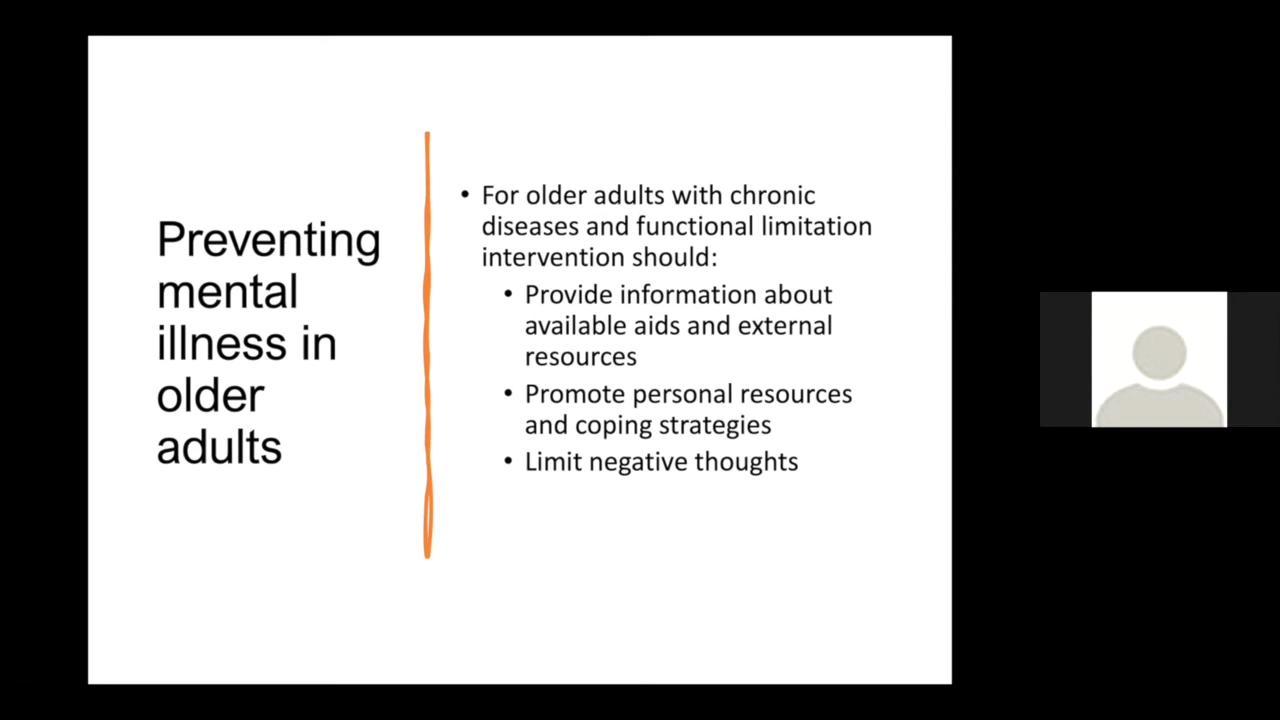 Preventing
mental
illness in
older
adults
• For older adults with chronic
diseases and functional limitation
intervention should:
• Provide information about
available aids and external
resources
• Promote personal resources
and coping strategies
• Limit negative thoughts